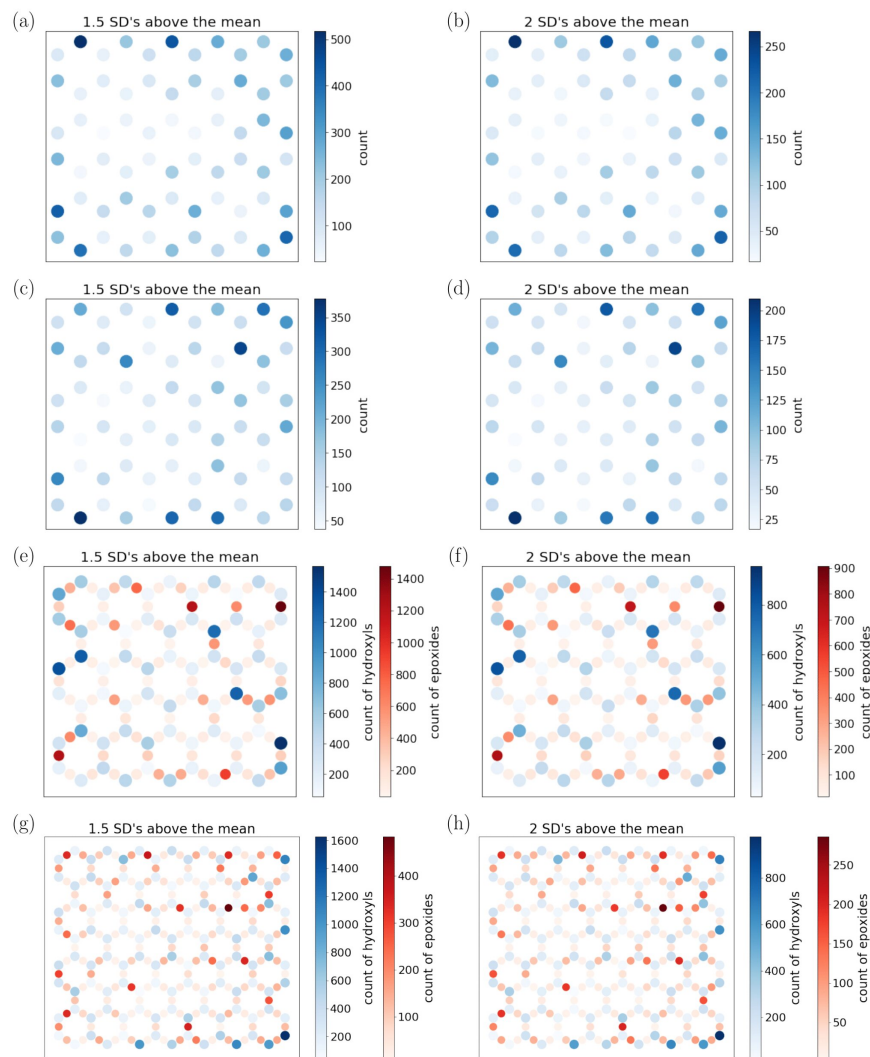 (a)
1.5 SD's above the mean
500
400
300
200
100
count
(b)
2 SD's above the mean
250
200
150
100
50
count
(c)
1.5 SD's above the mean
350
300
250
200
150
100
50
count
(d)
2 SD's above the mean
200
175
150
125
100
75
50
25
count
(e)
1.5 SD's above the mean
1400
1200
1000
800
600
400
200
count of hydroxyls
1400
1200
1000
800
600
400
200
count of epoxides
(f)
2 SD's above the mean
800
600
400
200
count of hydroxyls
900
800
700
600
500
400
300
200
100
count of epoxides
(g)
1.5 SD's above the mean
1600
1400
1200
1000
800
600
400
200
count of hydroxyls
400
300
200
100
count of epoxides
(h)
2 SD's above the mean
800
600
400
200
count of hydroxyls
250
200
150
100
50
count of epoxides